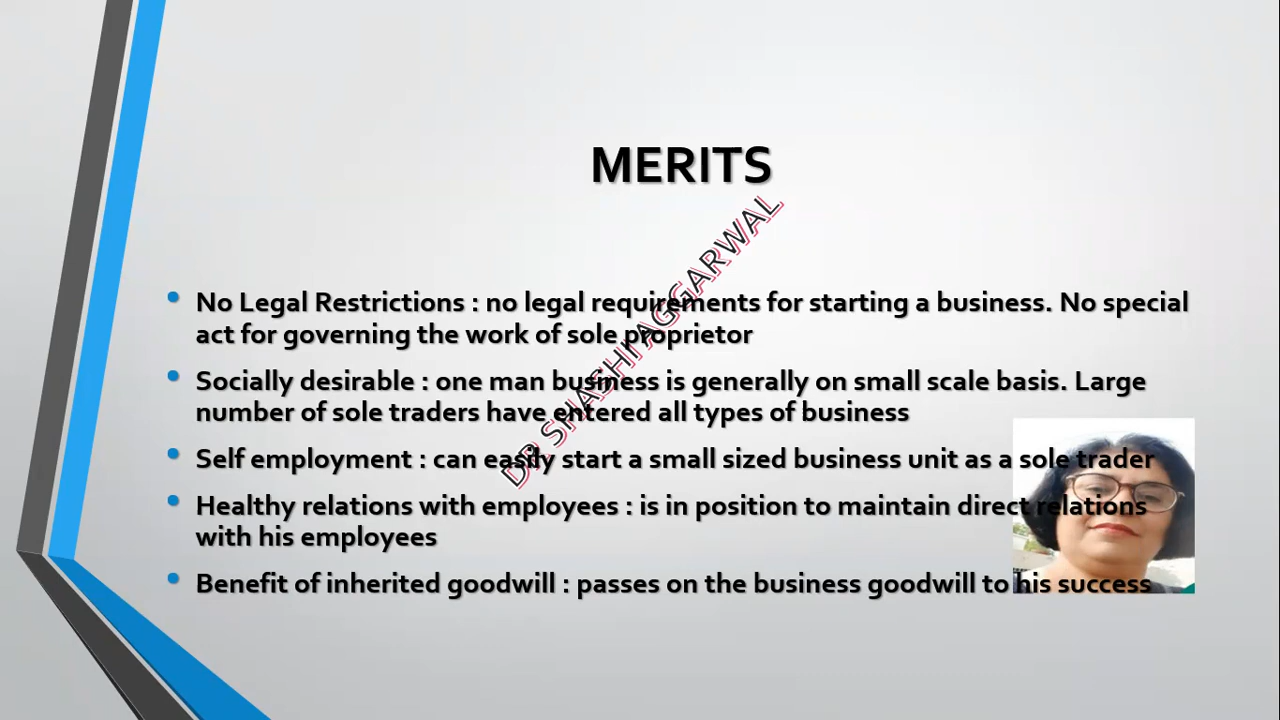 MERITS
DR SHASHI AGGARWAL
No Legal Restrictions : no legal requirements for starting a business. No special
act for governing the work of sole proprietor
Socially desirable : one man business is generally on small scale basis. Large
number of sole traders have entered all types of business
Self employment : can easily start a small sized business unit as a sole trader
Healthy relations with employees : is in position to maintain direct relations
with his employees
Benefit of inherited goodwill : passes on the business goodwill to his success